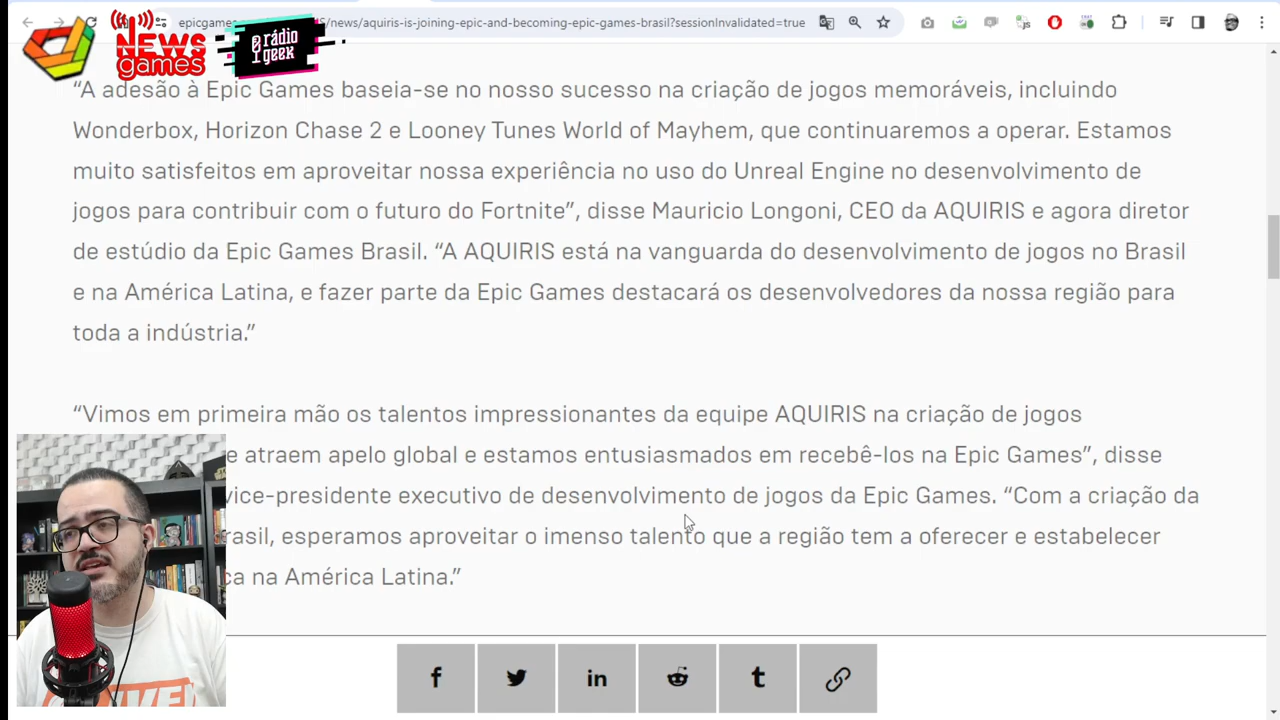 NEWS
games
rádio
geek
epicgames
/news/aquiris-is-joining-epic-and-becoming-epic-games-brasil?sessionInvalidated=true
“A adesão à Epic Games baseia-se no nosso sucesso na criação de jogos memoráveis, incluindo
Wonderbox, Horizon Chase 2 e Looney Tunes World of Mayhem, que continuaremos a operar. Estamos
muito satisfeitos em aproveitar nossa experiência no uso do Unreal Engine no desenvolvimento de
jogos para contribuir com o futuro do Fortnite”, disse Mauricio Longoni, CEO da AQUIRIS e agora diretor
de estúdio da Epic Games Brasil. “A AQUIRIS está na vanguarda do desenvolvimento de jogos no Brasil
e na América Latina, e fazer parte da Epic Games destacará os desenvolvedores da nossa região para
toda a indústria.”
“Vimos em primeira mão os talentos impressionantes da equipe AQUIRIS na criação de jogos
e atraem apelo global e estamos entusiasmados em recebê-los na Epic Games”, disse
vice-presidente executivo de desenvolvimento de jogos da Epic Games. “Com a criação da
rasil, esperamos aproveitar o imenso talento que a região tem a oferecer e estabelecer
ca na América Latina.”